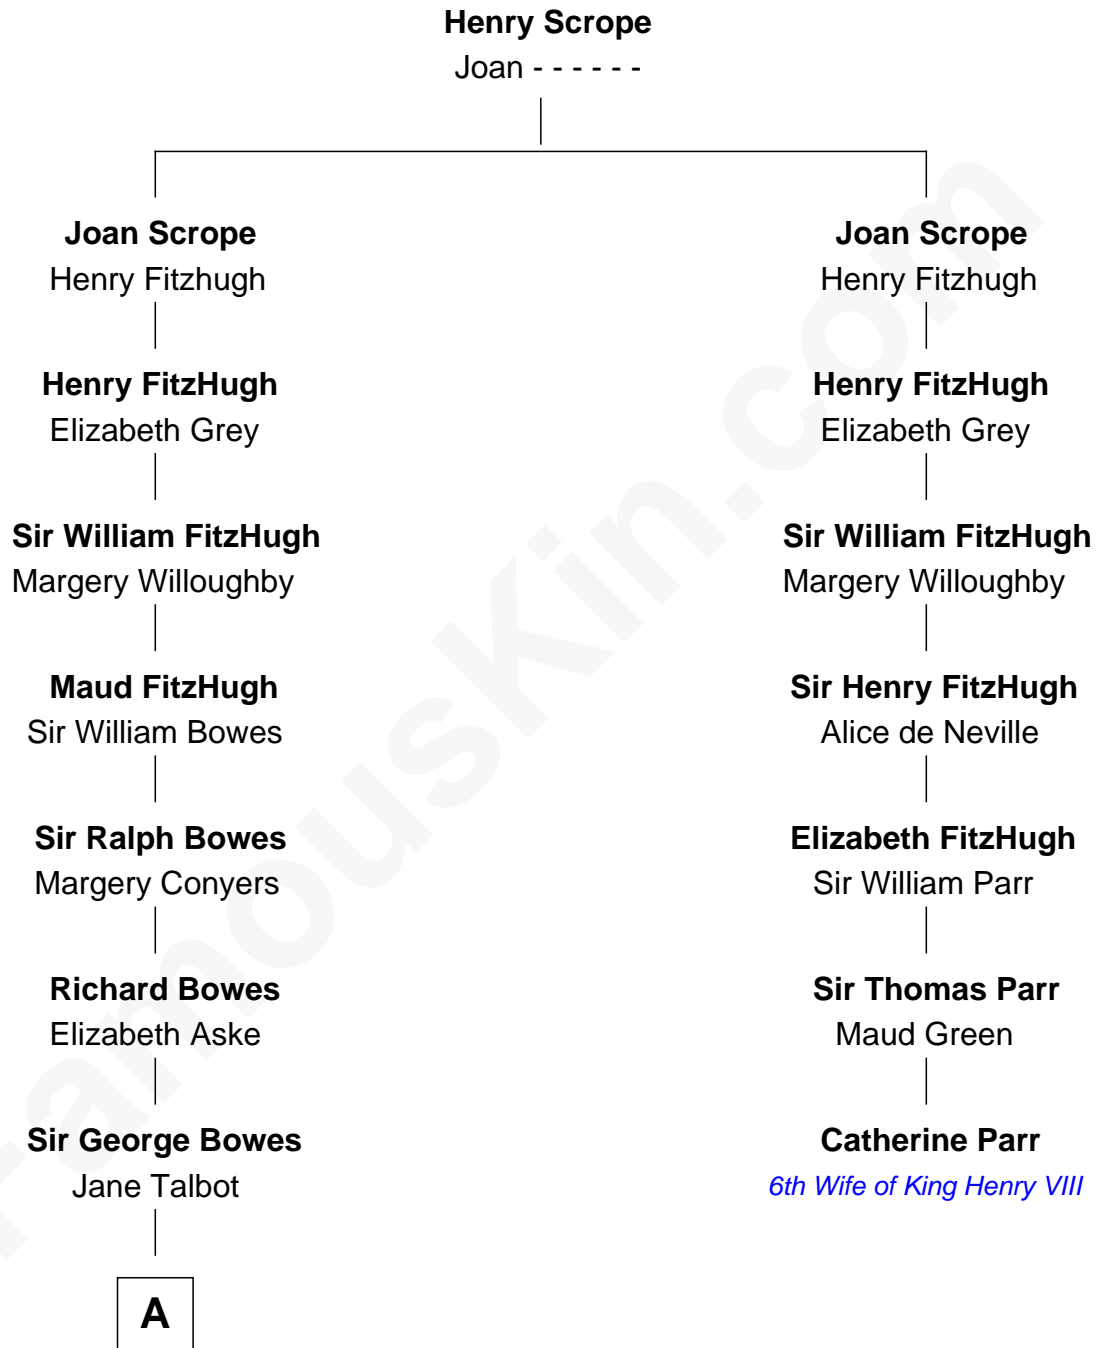 Henry Scrope
Joan - - - - - -
Joan Scrope
Henry Fitzhugh
Joan Scrope
Henry Fitzhugh
Henry FitzHugh
Elizabeth Grey
Henry FitzHugh
Elizabeth Grey
Sir William FitzHugh
Margery Willoughby
Sir William FitzHugh
Margery Willoughby
Maud FitzHugh
Sir William Bowes
Sir Henry FitzHugh
Alice de Neville
Sir Ralph Bowes
Margery Conyers
Elizabeth FitzHugh
Sir William Parr
Richard Bowes
Elizabeth Aske
Sir Thomas Parr
Maud Green
Sir George Bowes
Jane Talbot
Catherine Parr
6th Wife of King Henry VIII
A
FamousKin.com